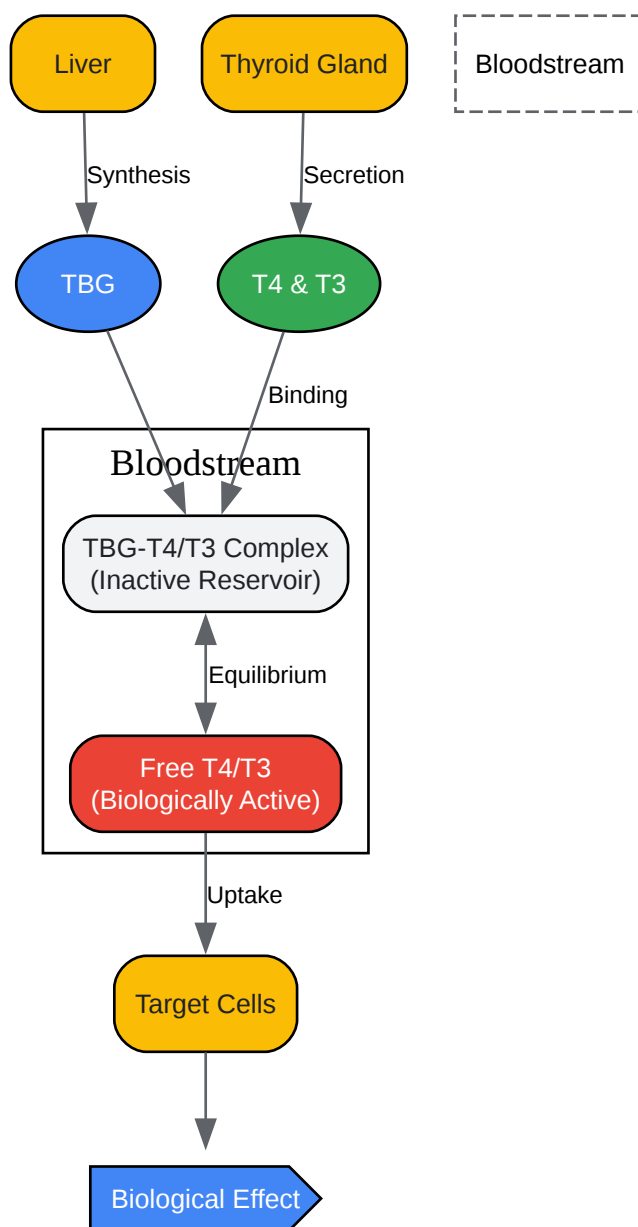 Liver
Thyroid Gland
Bloodstream
Synthesis
Secretion
TBG
T4 & T3
Binding
Bloodstream
TBG-T4/T3 Complex
(Inactive Reservoir)
Equilibrium
Free T4/T3
(Biologically Active)
Uptake
Target Cells
Biological Effect